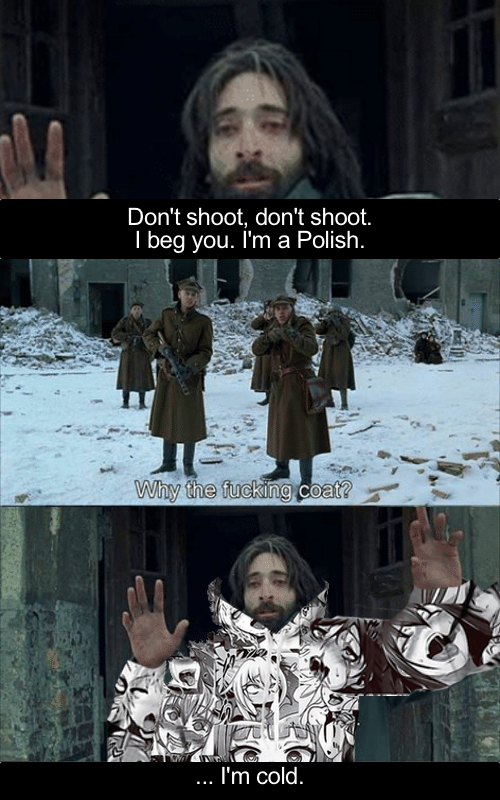 Don't shoot, don't shoot.
I beg you. I'm a Polish.
Why the fucking coat?
... I'm cold.